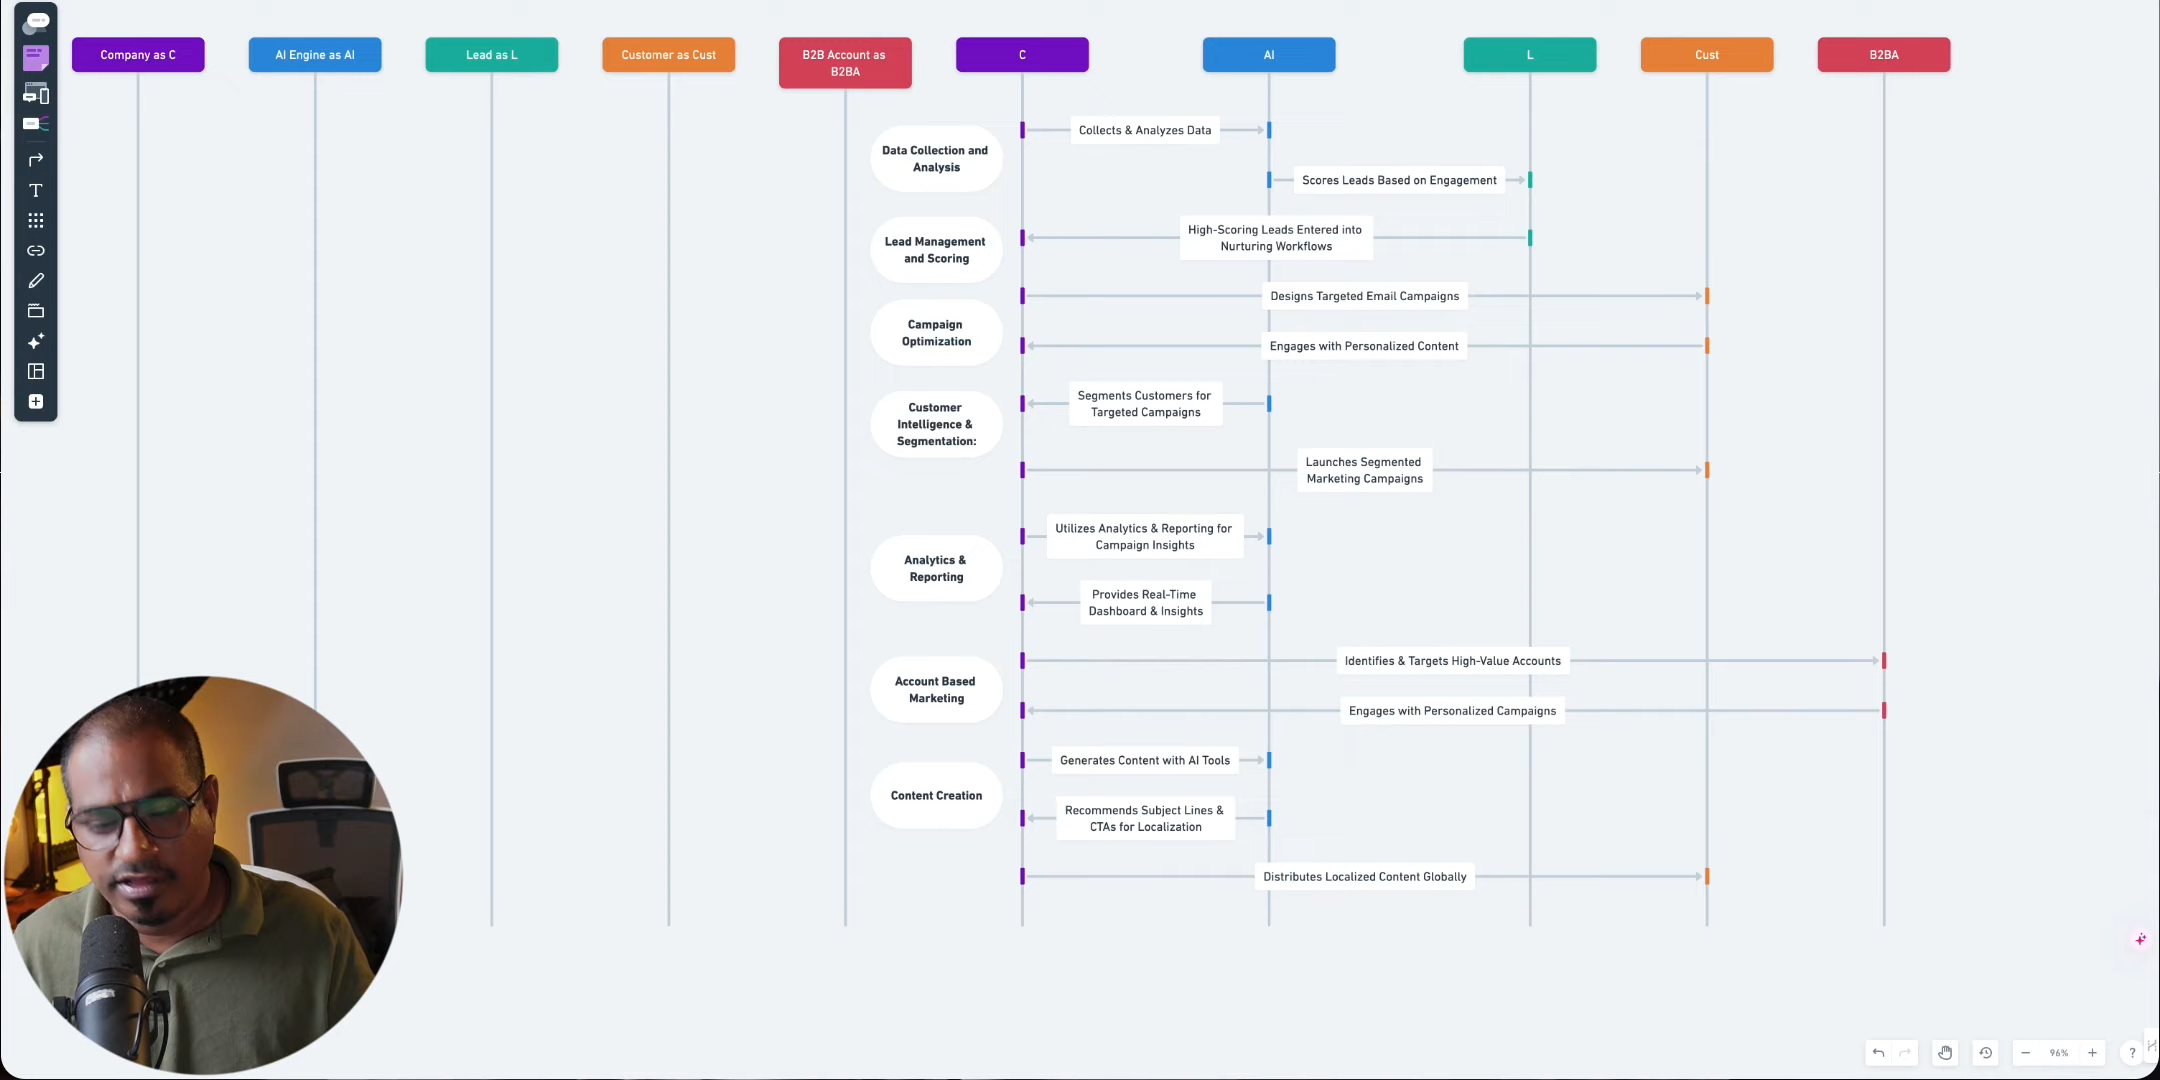 Company as C
AI Engine as AI
Lead as L
Customer as Cust
B2B Account as
B2BA
C
AI
L
Cust
B2BA
Collects & Analyzes Data
Data Collection and
Analysis
Scores Leads Based on Engagement
High-Scoring Leads Entered into
Nurturing Workflows
Lead Management
and Scoring
Designs Targeted Email Campaigns
Campaign
Optimization
Engages with Personalized Content
Segments Customers for
Targeted Campaigns
Customer
Intelligence &
Segmentation:
Launches Segmented
Marketing Campaigns
Utilizes Analytics & Reporting for
Campaign Insights
Analytics &
Reporting
Provides Real-Time
Dashboard & Insights
Identifies & Targets High-Value Accounts
Account Based
Marketing
Engages with Personalized Campaigns
Generates Content with AI Tools
Content Creation
Recommends Subject Lines &
CTAs for Localization
Distributes Localized Content Globally
96%